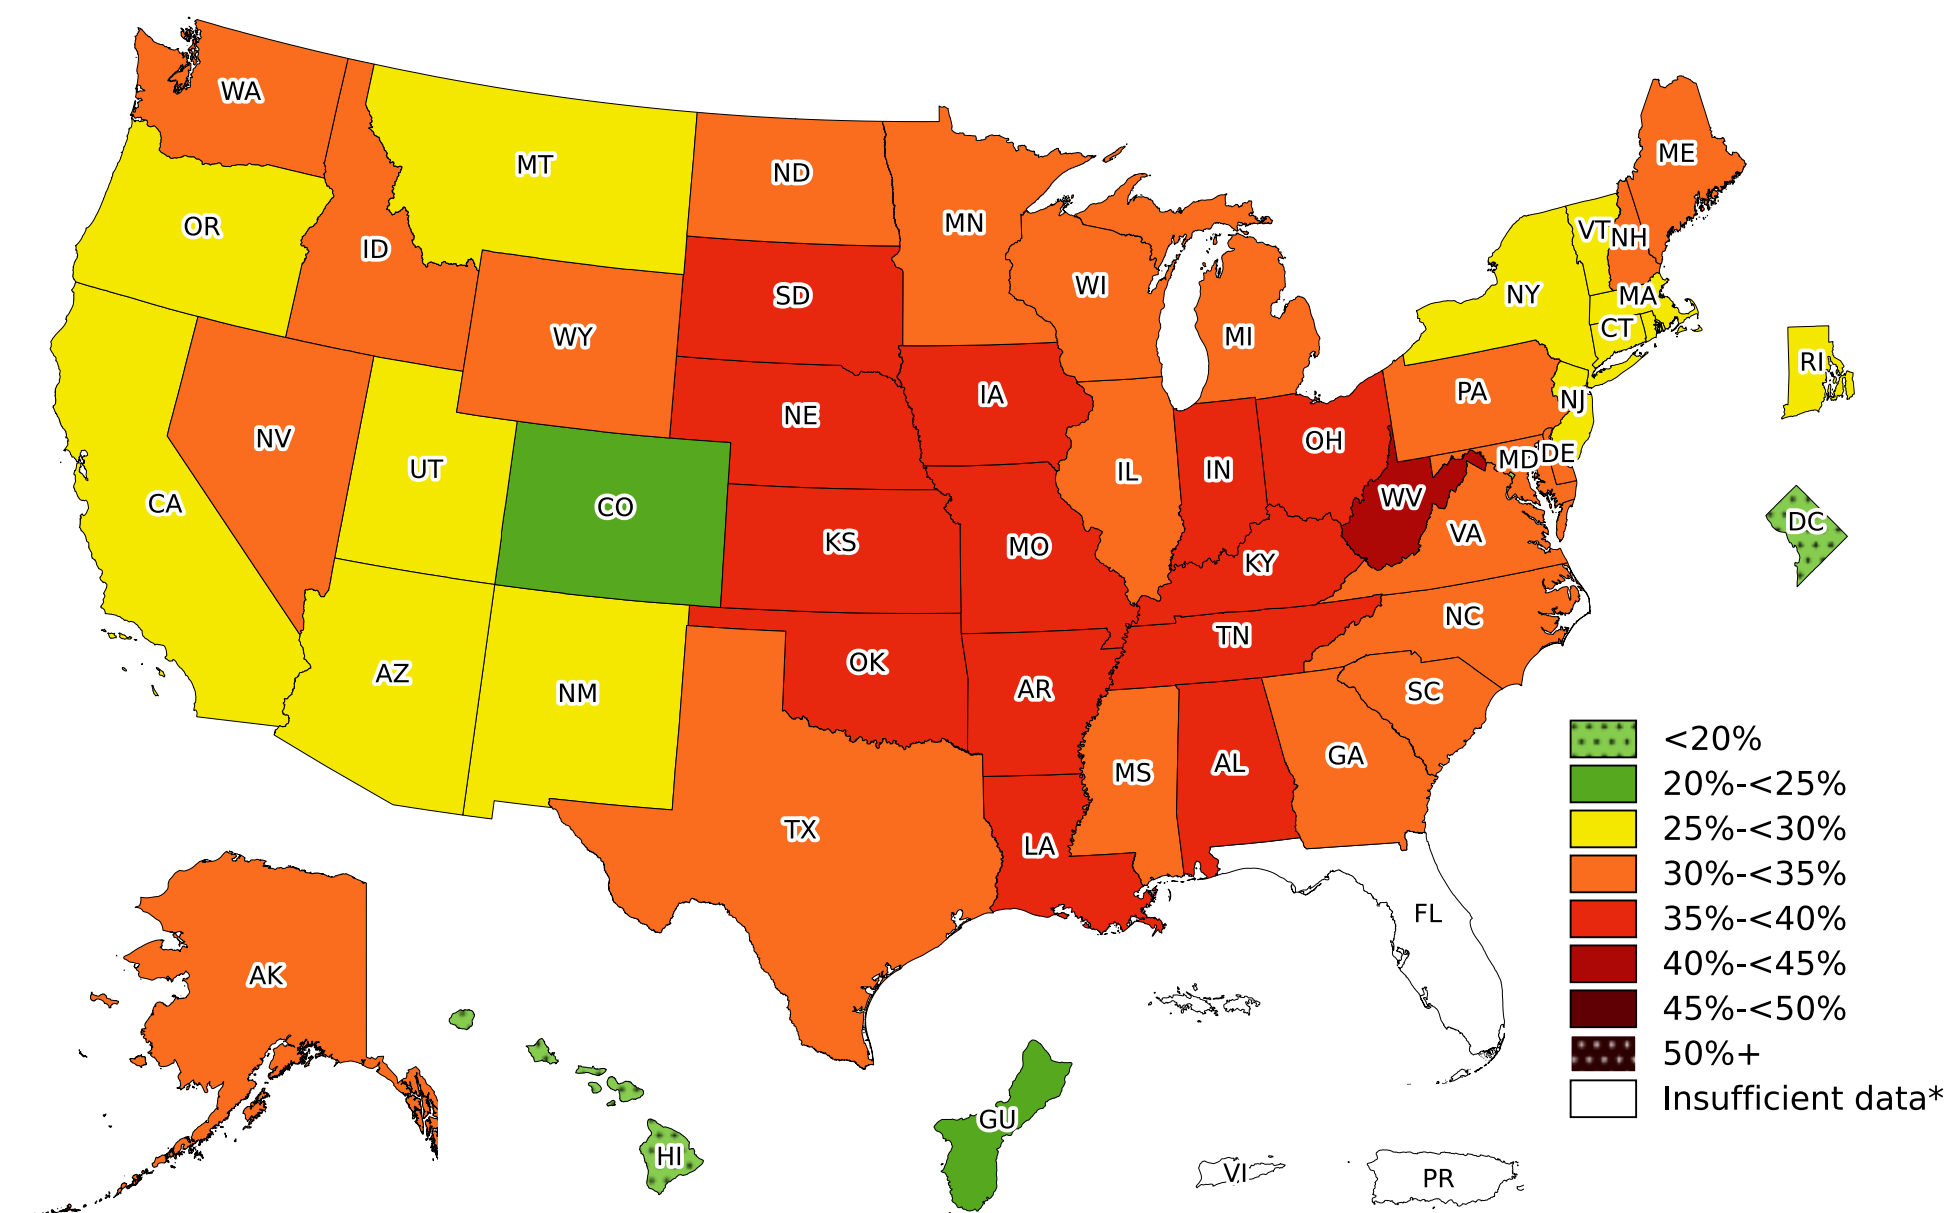 WA
ME
MT
ND
MN
OR
VT
NH
ID
WI
SD
NY
MA
CT
WY
MI
RI
PA
IA
NJ
NE
NV
OH
UT
IL
IN
MD
DE
CA
CO
WV
DC
KS
MO
VA
KY
NC
TN
OK
AZ
NM
AR
SC
MS
AL
GA
TX
LA
FL
AK
GU
HI
VI
PR
<20%
20%-<25%
25%-<30%
30%-<35%
35%-<40%
40%-<45%
45%-<50%
50%+
Insufficient data*